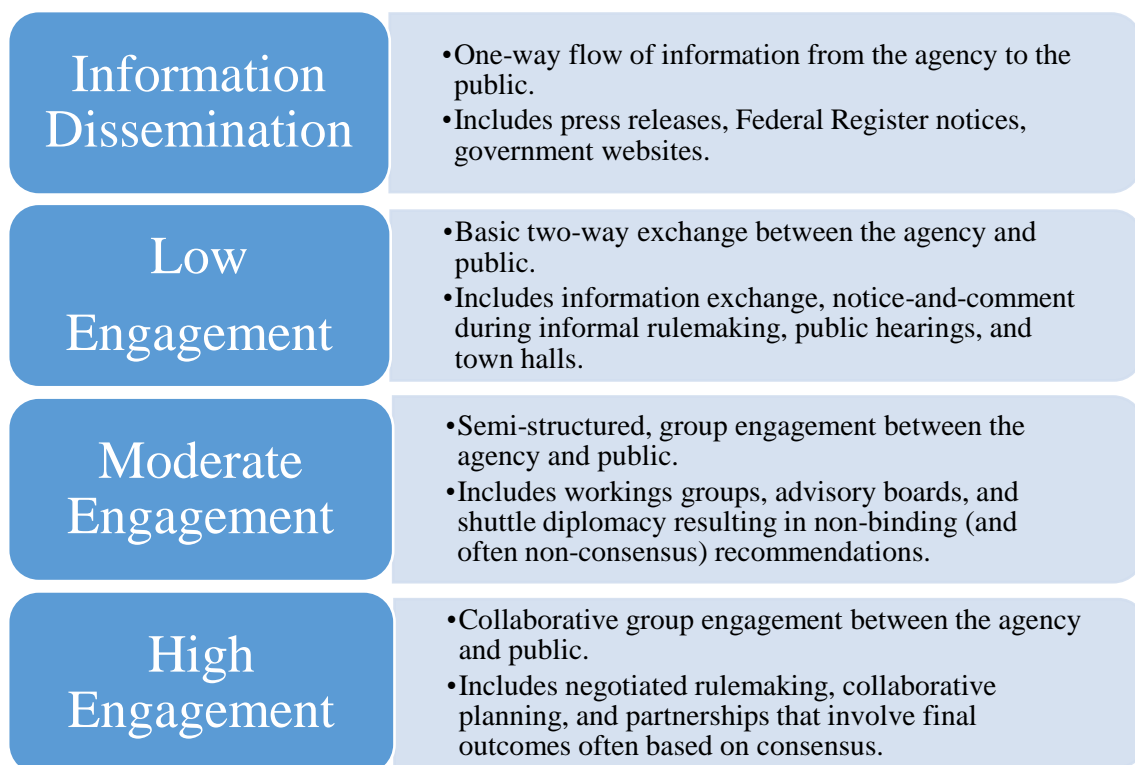 Information
Dissemination
•One-way flow of information from the agency to the
public.
•Includes press releases, Federal Register notices,
government websites.
Low
Engagement
•Basic two-way exchange between the agency and
public.
•Includes information exchange, notice-and-comment
during informal rulemaking, public hearings, and
town halls.
Moderate
Engagement
•Semi-structured, group engagement between the
agency and public.
•Includes workings groups, advisory boards, and
shuttle diplomacy resulting in non-binding (and
often non-consensus) recommendations.
High
Engagement
•Collaborative group engagement between the agency
and public.
•Includes negotiated rulemaking, collaborative
planning, and partnerships that involve final
outcomes often based on consensus.